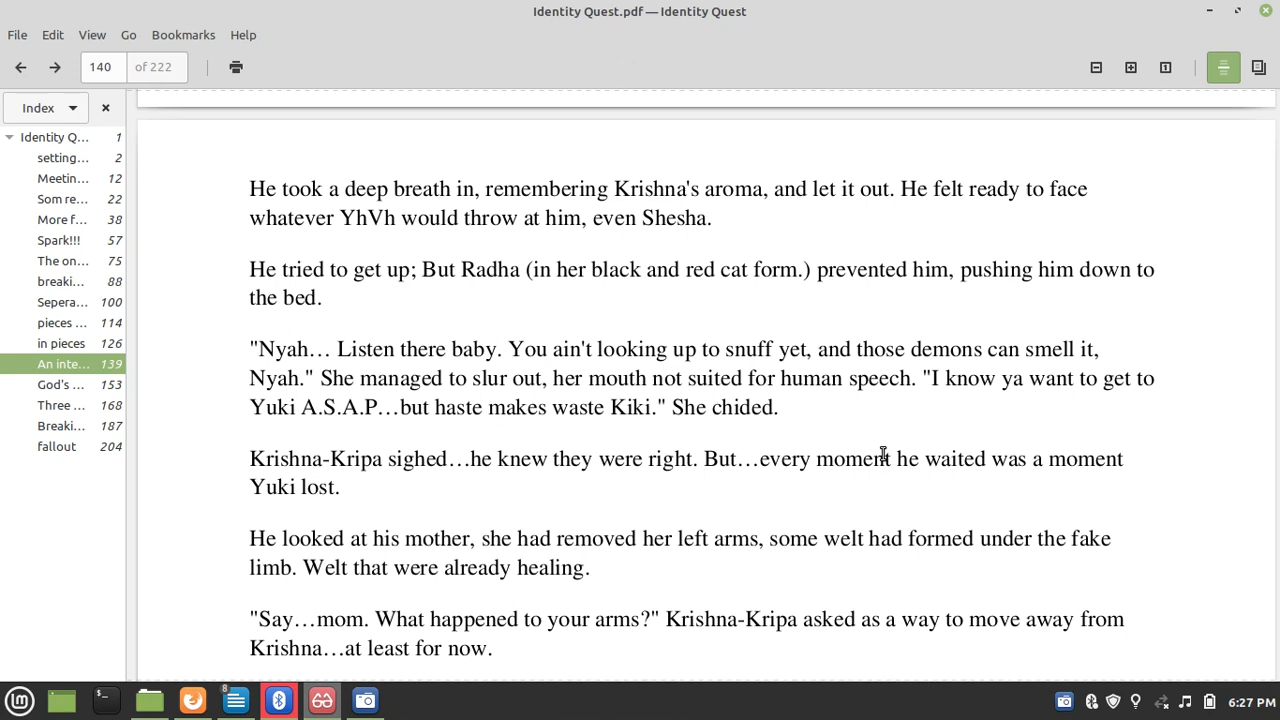 Identity Quest.pdf — Identity Quest
File Edit View Go Bookmarks Help
140 of 222
Index
Identity Q... 1
setting... 2
Meetin... 12
Som re... 22
More f... 38
Spark!!! 57
The on... 75
breaki... 88
Sepera... 100
pieces ... 114
in pieces 126
An inte... 139
God's ... 153
Three ... 168
Breaki... 187
fallout 204
He took a deep breath in, remembering Krishna's aroma, and let it out. He felt ready to face
whatever YhVh would throw at him, even Shesha.
He tried to get up; But Radha (in her black and red cat form.) prevented him, pushing him down to
the bed.
"Nyah… Listen there baby. You ain't looking up to snuff yet, and those demons can smell it,
Nyah." She managed to slur out, her mouth not suited for human speech. "I know ya want to get to
Yuki A.S.A.P…but haste makes waste Kiki." She chided.
Krishna-Kripa sighed…he knew they were right. But…every moment he waited was a moment
Yuki lost.
He looked at his mother, she had removed her left arms, some welt had formed under the fake
limb. Welt that were already healing.
"Say…mom. What happened to your arms?" Krishna-Kripa asked as a way to move away from
Krishna…at least for now.
8
6:27 PM